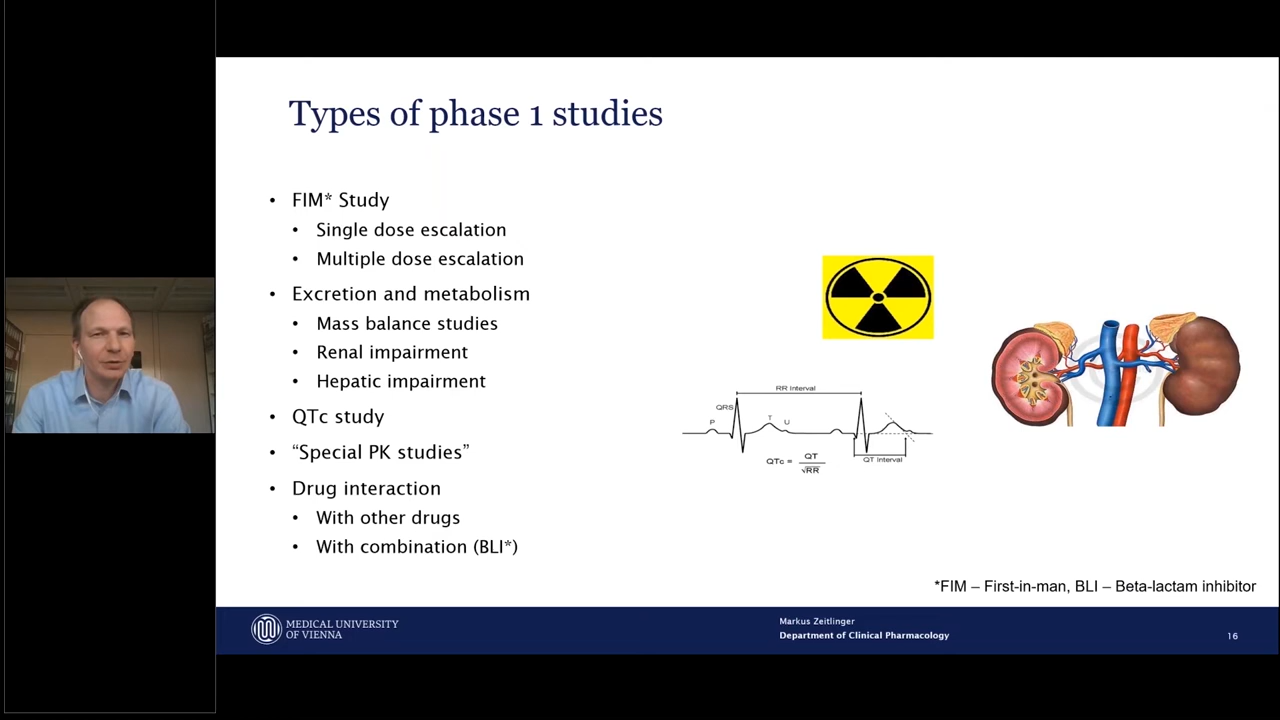 Types of phase 1 studies
• FIM* Study
• Single dose escalation
• Multiple dose escalation
• Excretion and metabolism
• Mass balance studies
• Renal impairment
• Hepatic impairment
• QTc study
• “Special PK studies”
• Drug interaction
• With other drugs
• With combination (BLI*)
RR Interval
QRS
P
T
U
QT Interval
QTc = QT
√RR
*FIM – First-in-man, BLI – Beta-lactam inhibitor
MEDICAL UNIVERSITY
OF VIENNA
Markus Zeitlinger
Department of Clinical Pharmacology
16